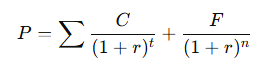 P = ∑ C/(1 + r)^t + F/(1 + r)^n